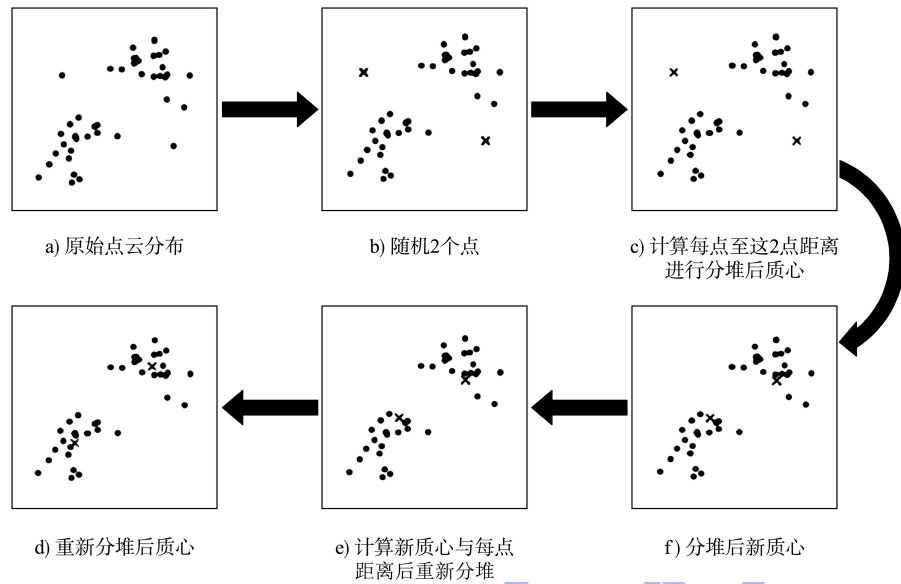 a) 原始点云分布
b) 随机2个点
c) 计算每点至这2点距离
进行分堆后质心
d) 重新分堆后质心
e) 计算新质心与每点
距离后重新分堆
f) 分堆后新质心